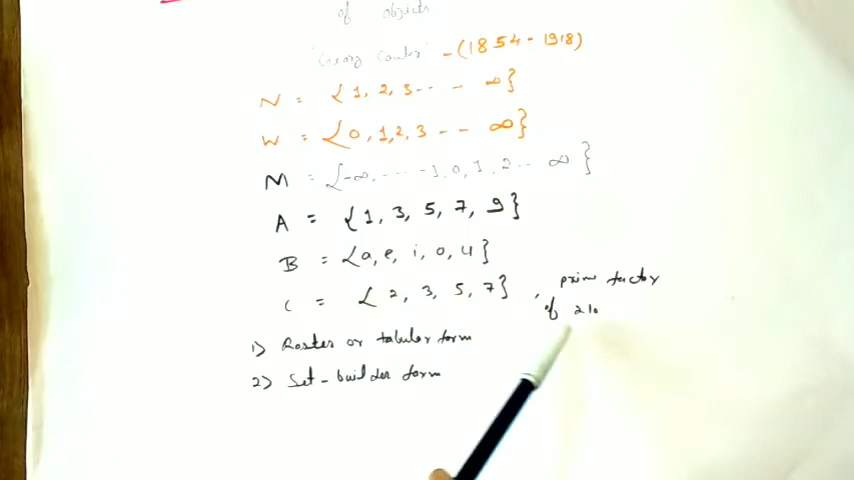 of objects
"Georg Cantor" - (1854 - 1918)
N = {1, 2, 3 - - - ∞}
W = {0, 1, 2, 3 - - ∞}
M = {-∞, - - - -1, 0, 1, 2 - - ∞}
A = {1, 3, 5, 7, 9}
B = {a, e, i, o, u}
C = {2, 3, 5, 7} , prime factor
of 210
1) Roster or tabular form
2) Set-builder form